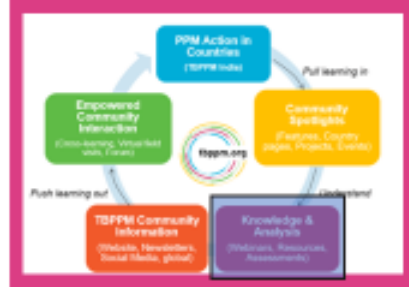 PPM Action in
Countries
(TBPPM India)
Pull learning in
Empowered
Community
Interaction
(Cross-learning, Virtual field
visits, Forum)
Community
Spotlights
(Features, Country
pages, Projects, Events)
tbppm.org
Push learning out
Understand
TBPPM Community
Information
(Website, Newsletters,
Social Media, global)
Knowledge &
Analysis
(Webinars, Resources,
Assessments)